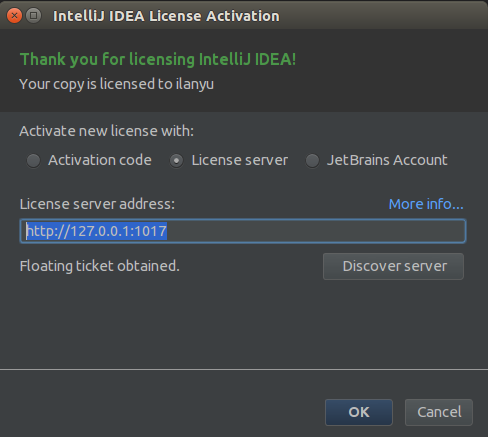 IntelliJ IDEA License Activation
Thank you for licensing IntelliJ IDEA!
Your copy is licensed to ilanyu
Activate new license with:
Activation code License server JetBrains Account
License server address: More info...
http://127.0.0.1:1017
Floating ticket obtained. Discover server
OK Cancel